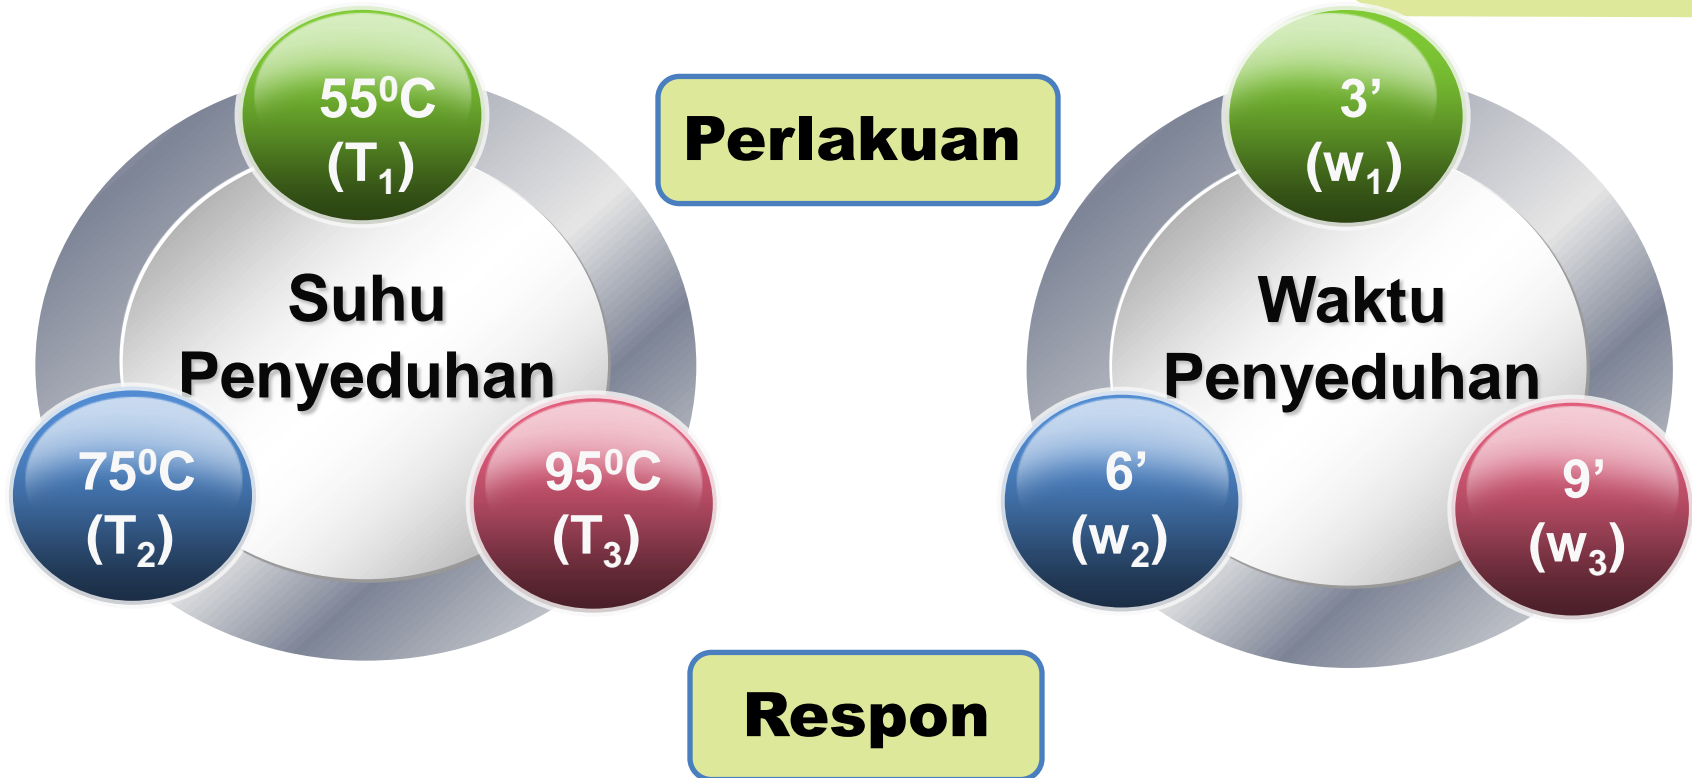 Perlakuan
55⁰C
(T₁)
Suhu
Penyeduhan
75⁰C
(T₂)
95⁰C
(T₃)
3’
(w₁)
Waktu
Penyeduhan
6’
(w₂)
9’
(w₃)
Respon